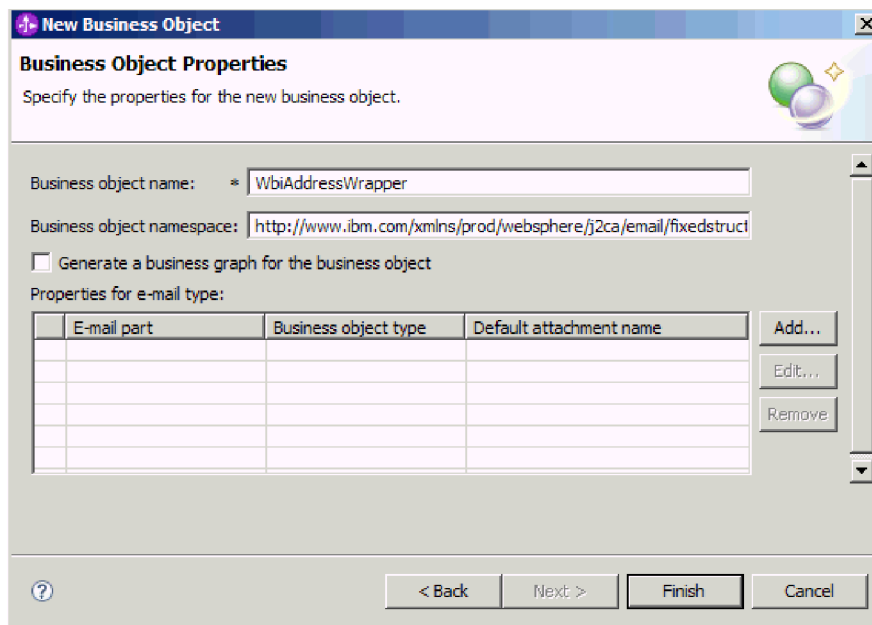 New Business Object
Business Object Properties
Specify the properties for the new business object.
Business object name: * WbiAddressWrapper
Business object namespace: http://www.ibm.com/xmlns/prod/websphere/j2ca/email/fixedstruct
Generate a business graph for the business object
Properties for e-mail type:
E-mail part Business object type Default attachment name
Add...
Edit...
Remove
< Back Next > Finish Cancel